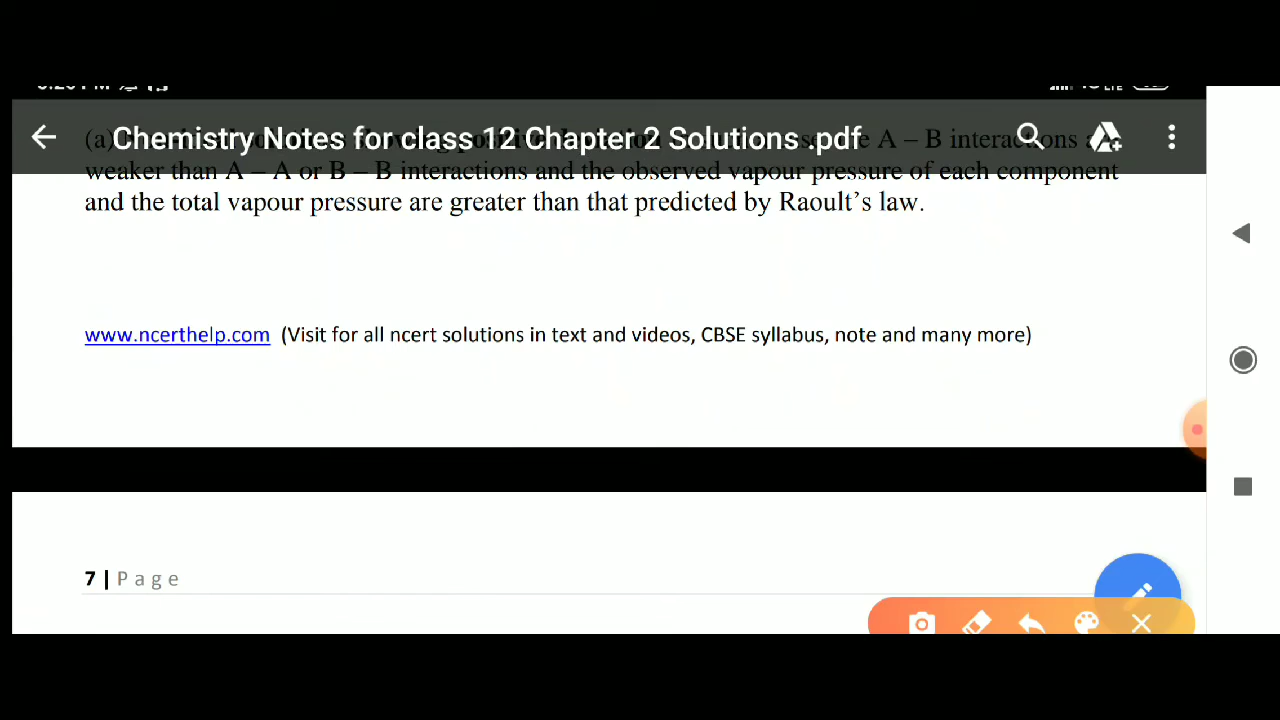 Chemistry Notes for class 12 Chapter 2 Solutions .pdf
(a) A – B interactions
weaker than A – A or B – B interactions and the observed vapour pressure of each component
and the total vapour pressure are greater than that predicted by Raoult’s law.
www.ncerthelp.com (Visit for all ncert solutions in text and videos, CBSE syllabus, note and many more)
7 | Page